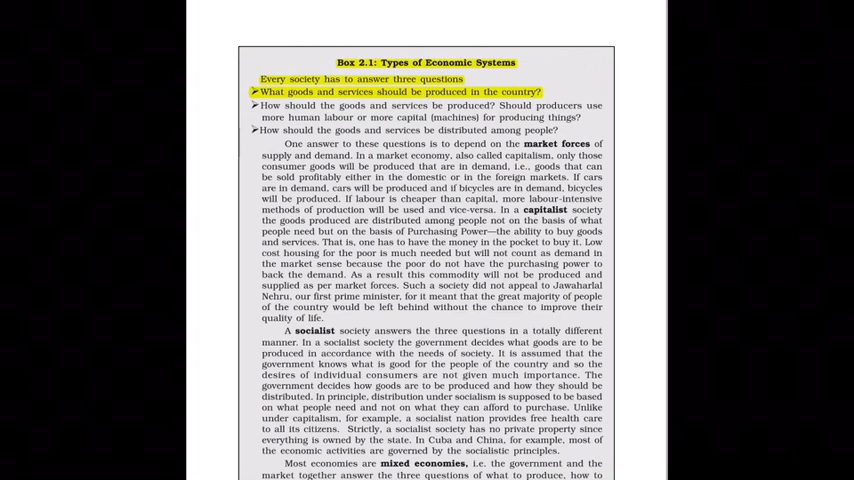 Box 2.1: Types of Economic Systems
Every society has to answer three questions
➢What goods and services should be produced in the country?
➢How should the goods and services be produced? Should producers use
more human labour or more capital (machines) for producing things?
➢How should the goods and services be distributed among people?
One answer to these questions is to depend on the market forces of
supply and demand. In a market economy, also called capitalism, only those
consumer goods will be produced that are in demand, i.e., goods that can
be sold profitably either in the domestic or in the foreign markets. If cars
are in demand, cars will be produced and if bicycles are in demand, bicycles
will be produced. If labour is cheaper than capital, more labour-intensive
methods of production will be used and vice-versa. In a capitalist society
the goods produced are distributed among people not on the basis of what
people need but on the basis of Purchasing Power—the ability to buy goods
and services. That is, one has to have the money in the pocket to buy it. Low
cost housing for the poor is much needed but will not count as demand in
the market sense because the poor do not have the purchasing power to
back the demand. As a result this commodity will not be produced and
supplied as per market forces. Such a society did not appeal to Jawaharlal
Nehru, our first prime minister, for it meant that the great majority of people
of the country would be left behind without the chance to improve their
quality of life.
A socialist society answers the three questions in a totally different
manner. In a socialist society the government decides what goods are to be
produced in accordance with the needs of society. It is assumed that the
government knows what is good for the people of the country and so the
desires of individual consumers are not given much importance. The
government decides how goods are to be produced and how they should be
distributed. In principle, distribution under socialism is supposed to be based
on what people need and not on what they can afford to purchase. Unlike
under capitalism, for example, a socialist nation provides free health care
to all its citizens. Strictly, a socialist society has no private property since
everything is owned by the state. In Cuba and China, for example, most of
the economic activities are governed by the socialistic principles.
Most economies are mixed economies, i.e. the government and the
market together answer the three questions of what to produce, how to